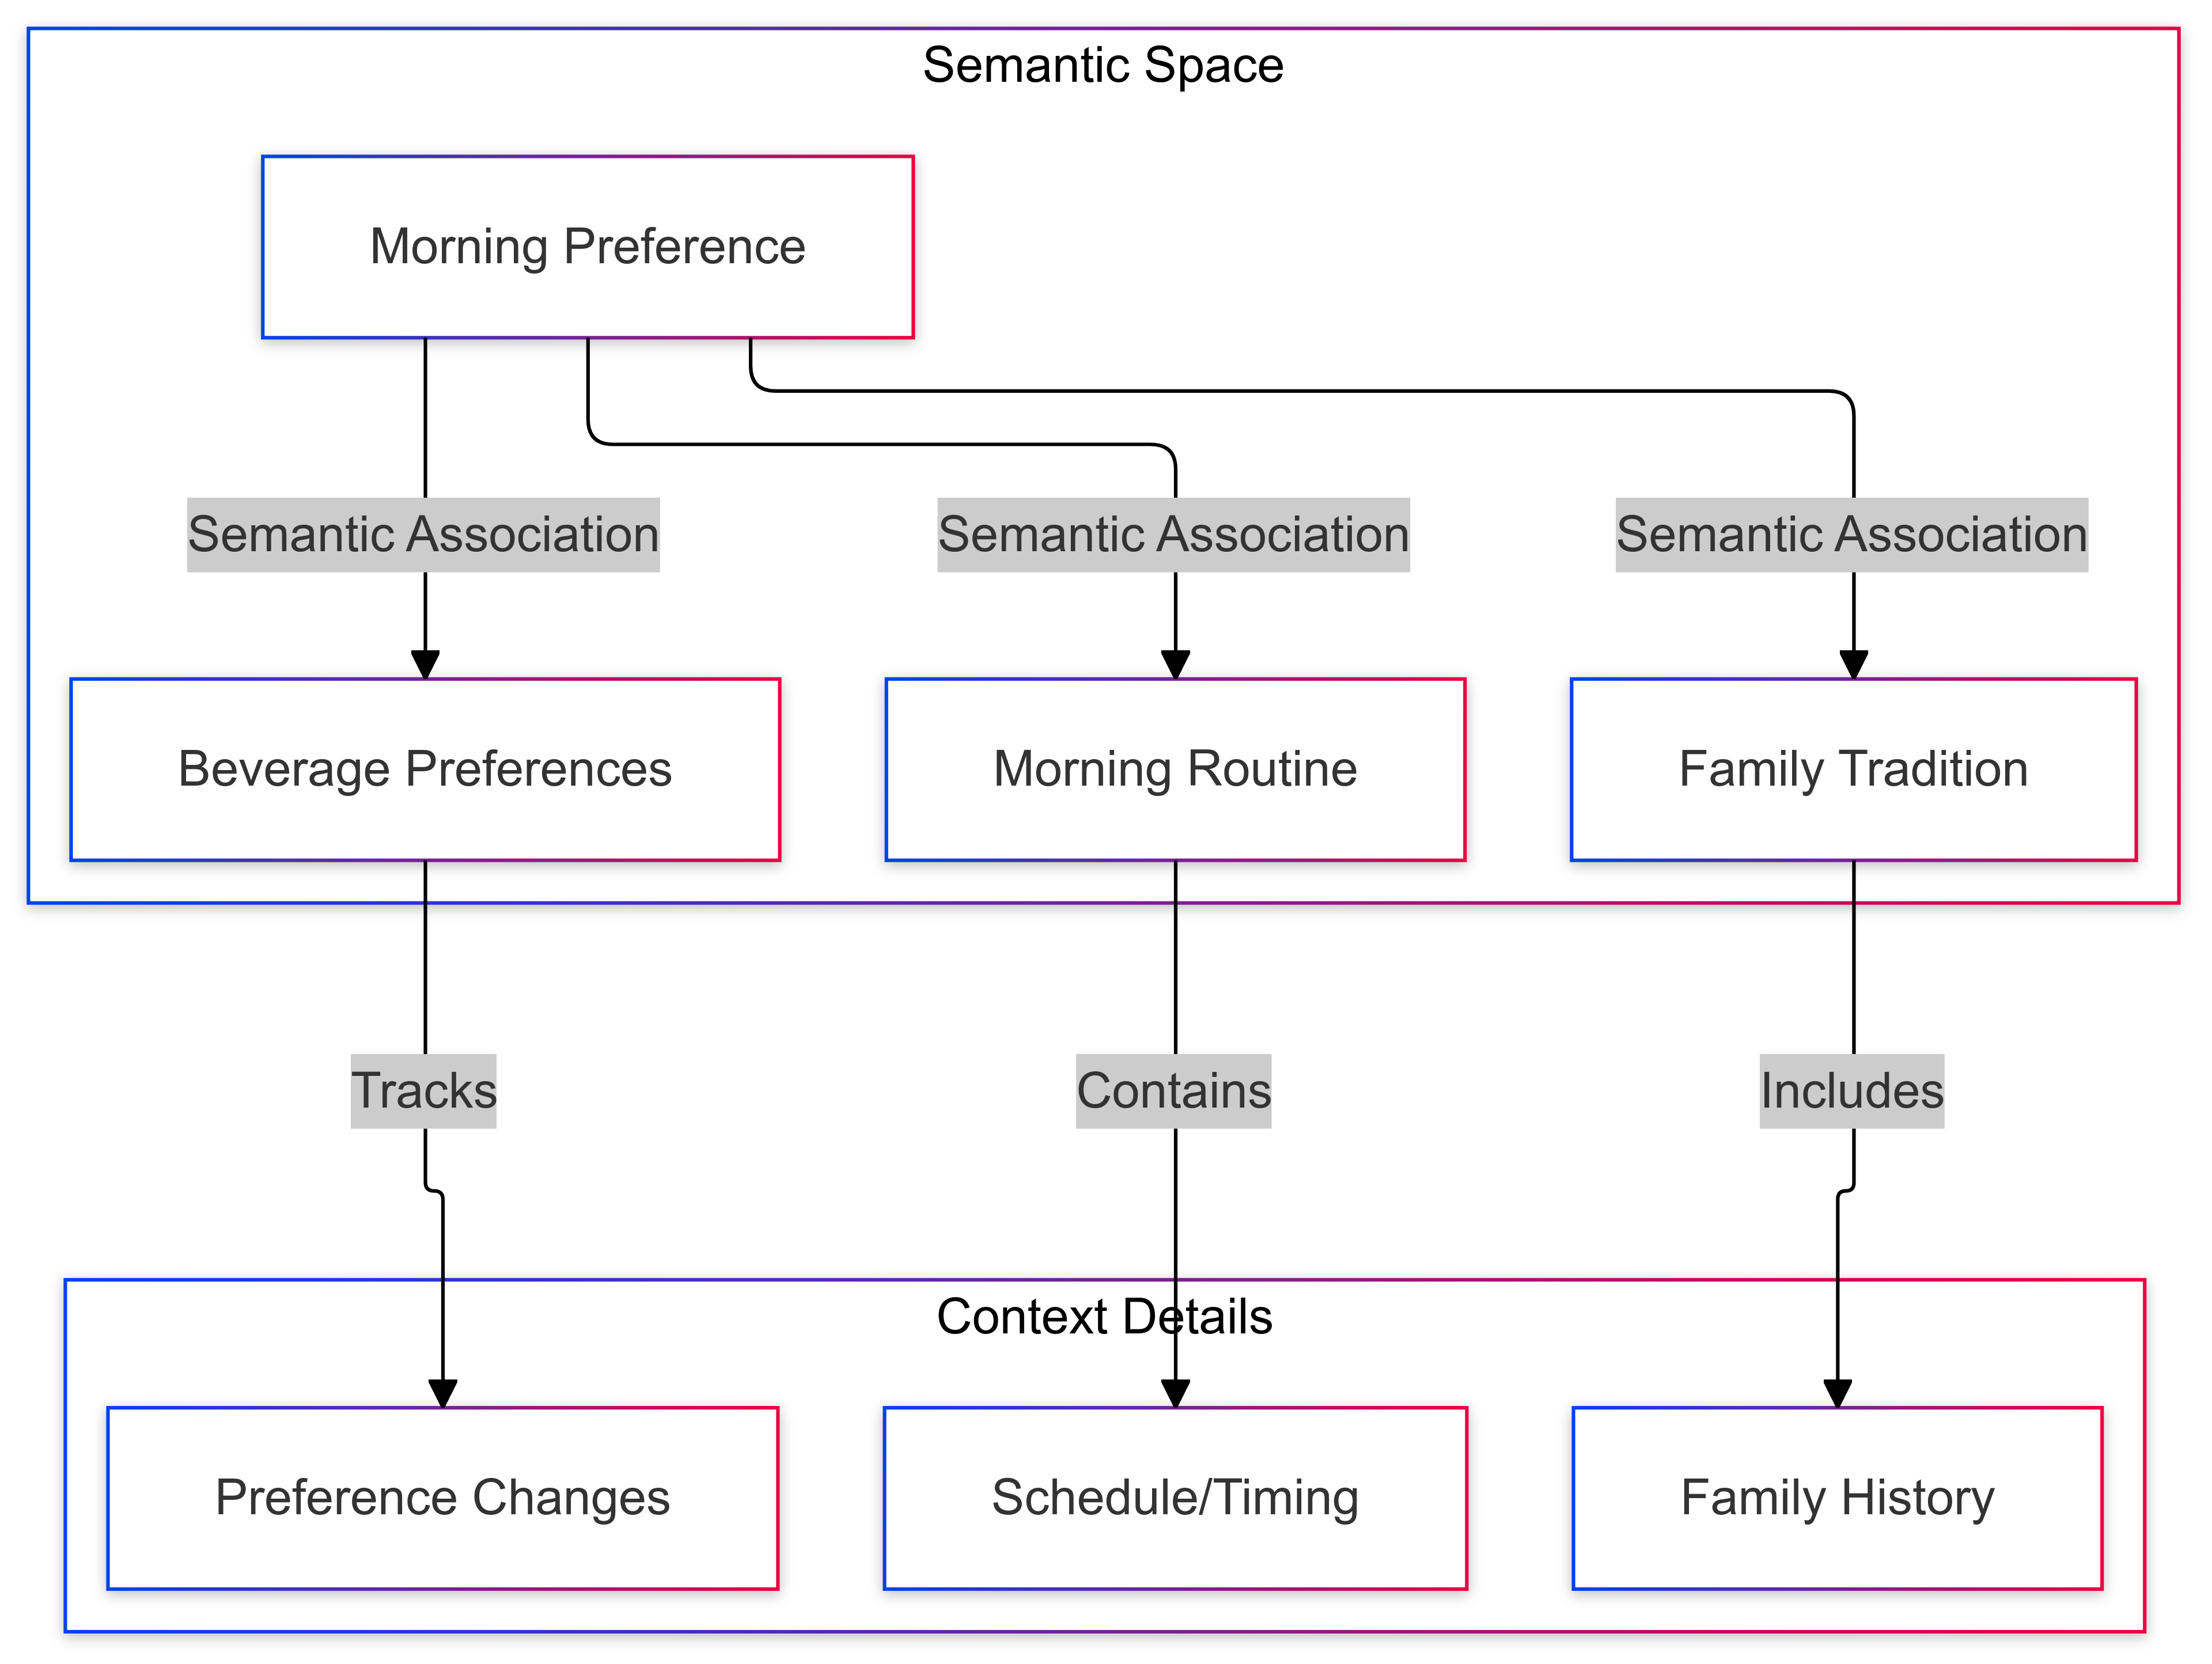 Semantic Space
Morning Preference
Semantic Association
Semantic Association
Semantic Association
Beverage Preferences
Morning Routine
Family Tradition
Tracks
Contains
Includes
Context Details
Preference Changes
Schedule/Timing
Family History